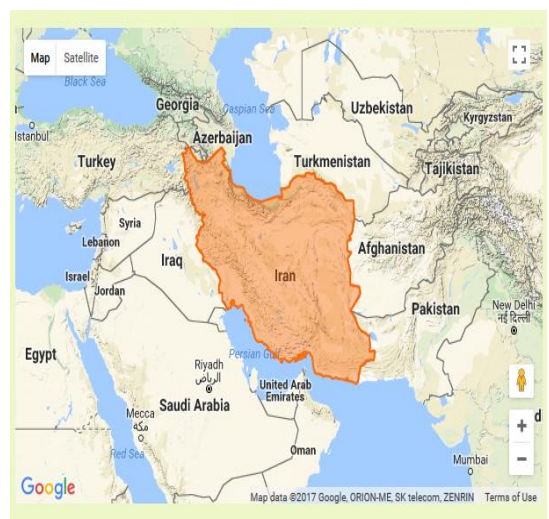 Map Satellite
Black Sea
Georgia
Caspian Sea
Uzbekistan
Kyrgyzstan
Istanbul
Azerbaijan
Turkey
Turkmenistan
Tajikistan
Syria
Lebanon
Afghanistan
Iraq
Iran
Israel
Jordan
Pakistan
New Delhi
नई दिल्ली
Egypt
Persian Gulf
Riyadh
الرياض
United Arab
Emirates
Saudi Arabia
Mecca
مكة
Oman
Red Sea
Mumbai
d
+
−
Google
Map data ©2017 Google, ORION-ME, SK telecom, ZENRIN Terms of Use